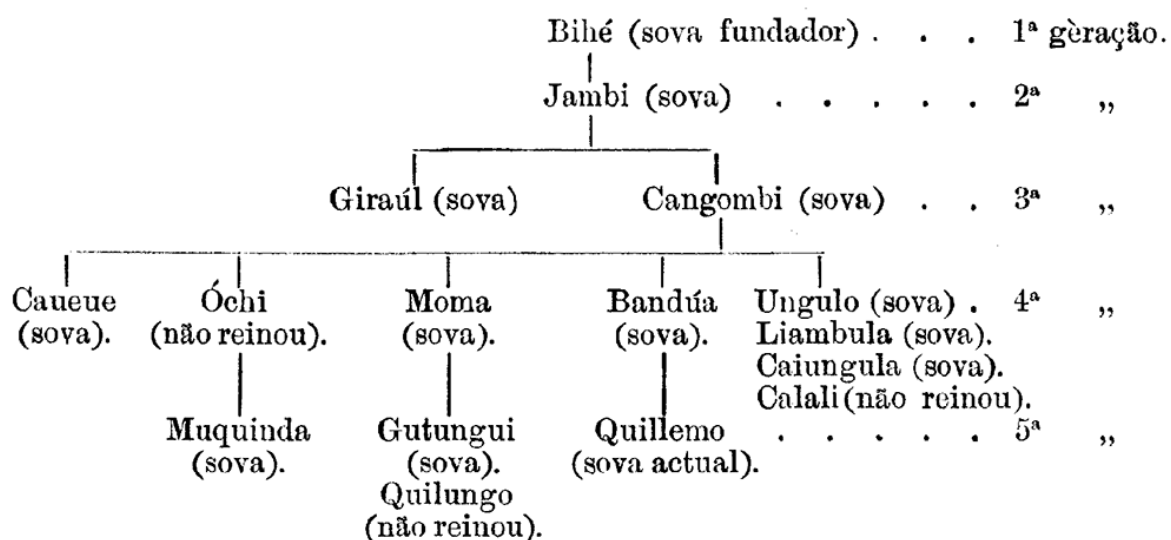 Bihé (sova fundador) . . . 1ª gèração.
Jambi (sova) . . . . . 2ª „
Giraúl (sova) Cangombi (sova) . . 3ª „
Caueue Óchi Moma Bandúa Ungulo (sova) . 4ª „
(sova). (não reinou). (sova). (sova). Liambula (sova).
Caiungula (sova).
Calali (não reinou).
Muquinda Gutungui Quillemo . . . . . 5ª „
(sova). (sova). (sova actual).
Quilungo
(não reinou).